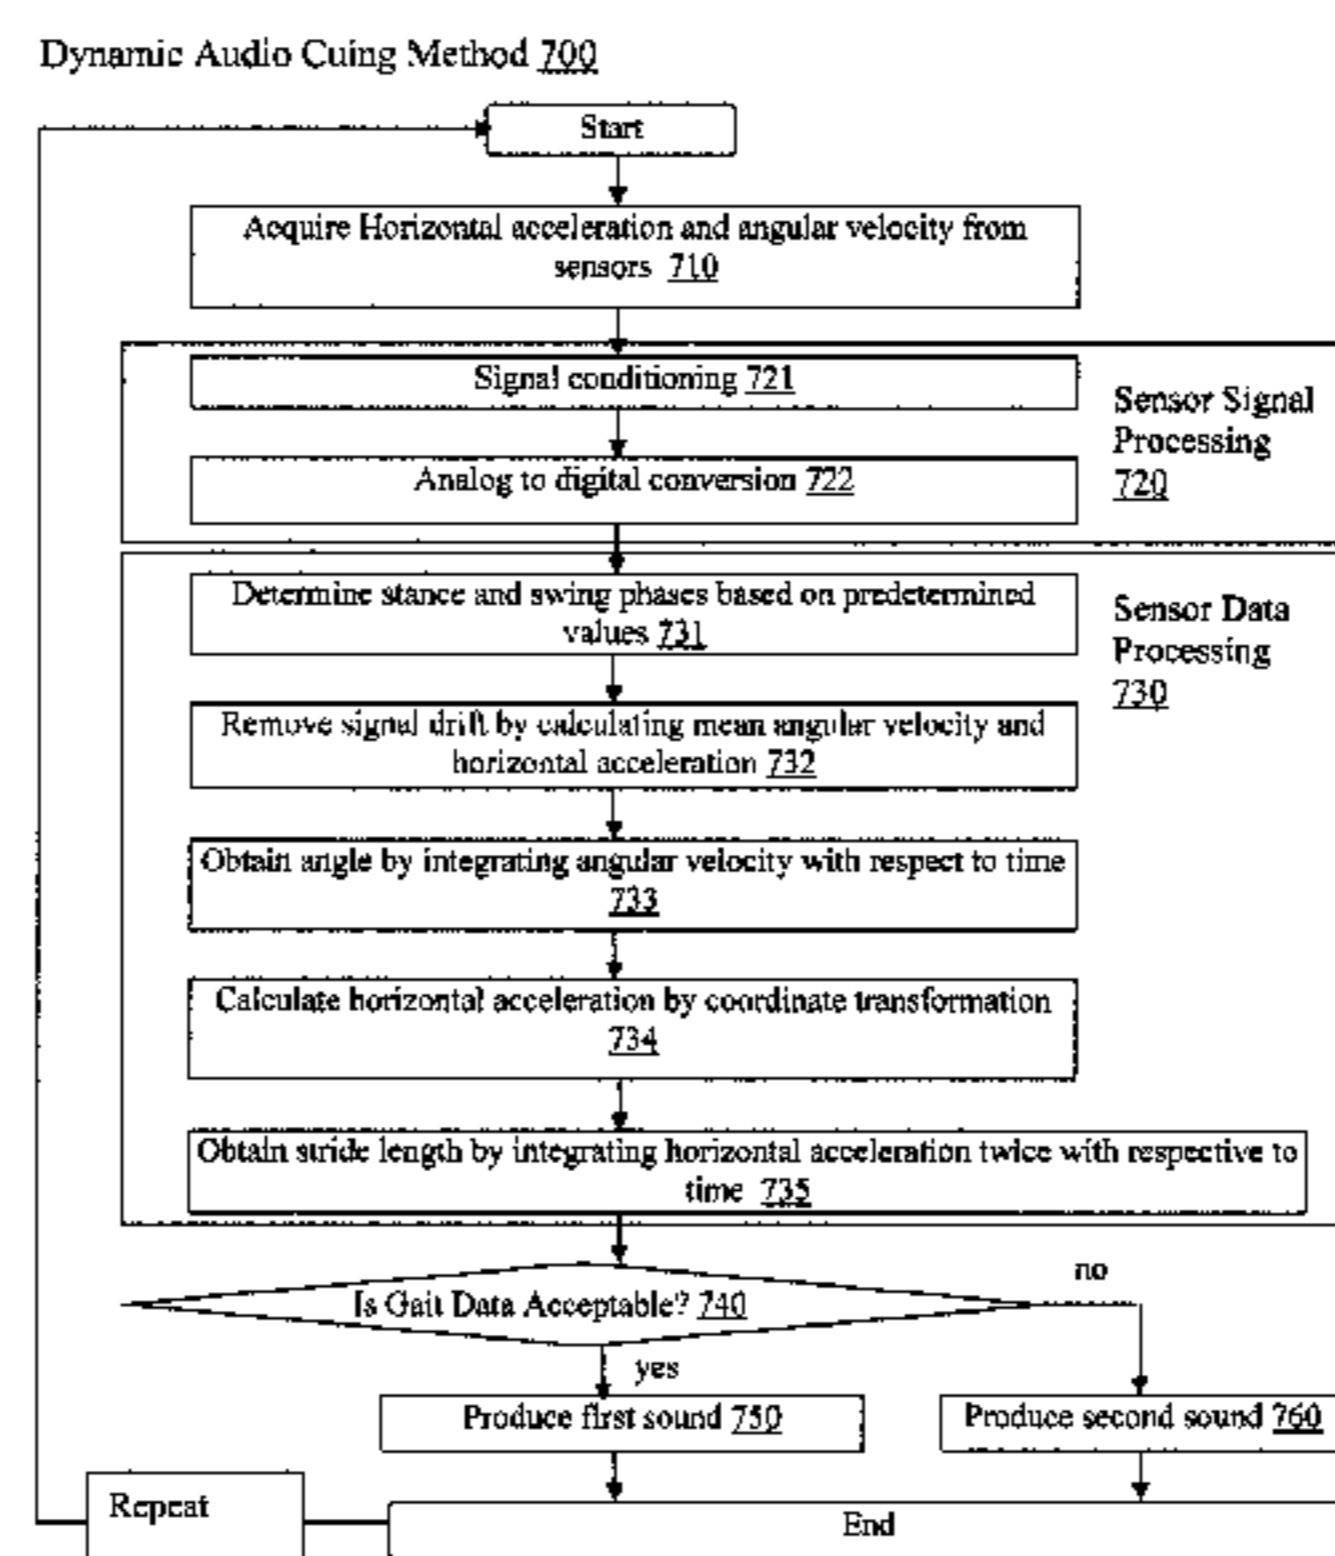 Dynamic Audio Cuing Method 700
Start
Acquire Horizontal acceleration and angular velocity from
sensors 710
Signal conditioning 721
Analog to digital conversion 722
Sensor Signal
Processing
720
Determine stance and swing phases based on predetermined
values 731
Sensor Data
Processing
730
Remove signal drift by calculating mean angular velocity and
horizontal acceleration 732
Obtain angle by integrating angular velocity with respect to time
733
Calculate horizontal acceleration by coordinate transformation
734
Obtain stride length by integrating horizontal acceleration twice with respective to
time 735
Is Gait Data Acceptable? 740
no
yes
Produce first sound 750
Produce second sound 760
Repeat
End